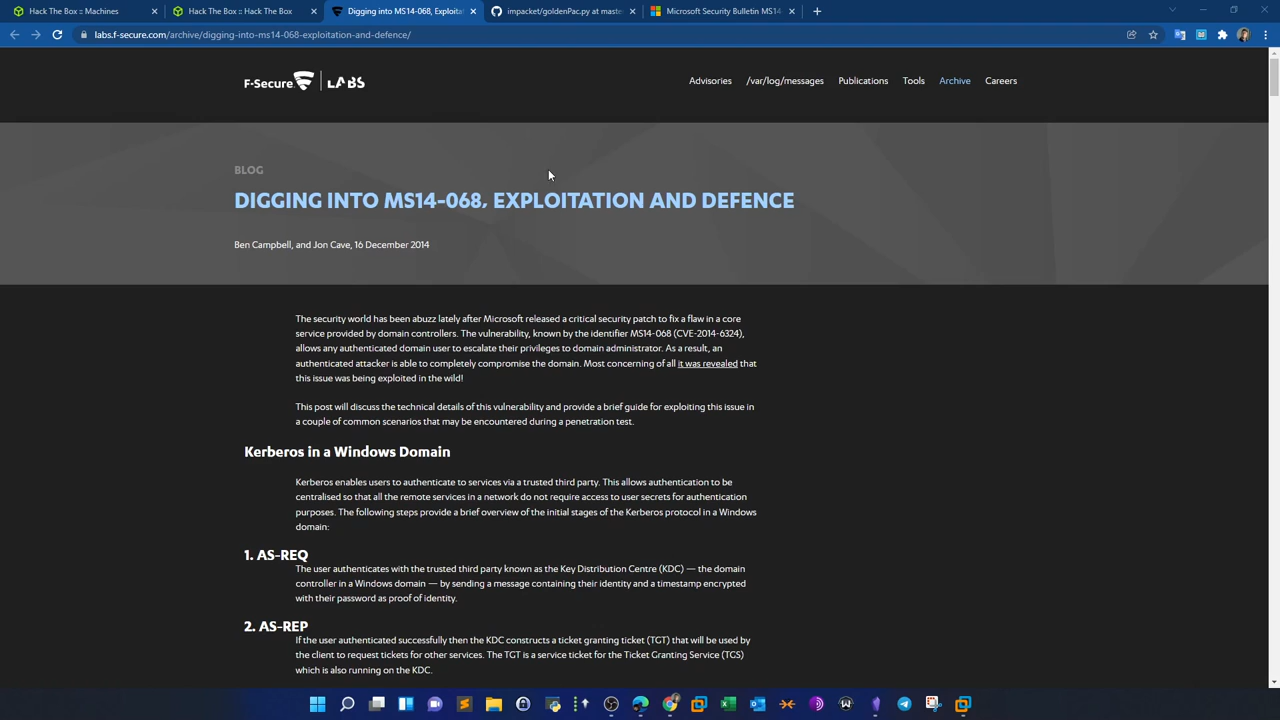 Hack The Box :: Machines
Hack The Box :: Hack The Box
Digging into MS14-068, Exploitat
impacket/goldenPac.py at maste
Microsoft Security Bulletin MS14
labs.f-secure.com/archive/digging-into-ms14-068-exploitation-and-defence/
F-Secure. LABS
Advisories /var/log/messages Publications Tools Archive Careers
BLOG
DIGGING INTO MS14-068, EXPLOITATION AND DEFENCE
Ben Campbell, and Jon Cave, 16 December 2014
The security world has been abuzz lately after Microsoft released a critical security patch to fix a flaw in a core
service provided by domain controllers. The vulnerability, known by the identifier MS14-068 (CVE-2014-6324),
allows any authenticated domain user to escalate their privileges to domain administrator. As a result, an
authenticated attacker is able to completely compromise the domain. Most concerning of all it was revealed that
this issue was being exploited in the wild!
This post will discuss the technical details of this vulnerability and provide a brief guide for exploiting this issue in
a couple of common scenarios that may be encountered during a penetration test.
Kerberos in a Windows Domain
Kerberos enables users to authenticate to services via a trusted third party. This allows authentication to be
centralised so that all the remote services in a network do not require access to user secrets for authentication
purposes. The following steps provide a brief overview of the initial stages of the Kerberos protocol in a Windows
domain:
1. AS-REQ
The user authenticates with the trusted third party known as the Key Distribution Centre (KDC) — the domain
controller in a Windows domain — by sending a message containing their identity and a timestamp encrypted
with their password as proof of identity.
2. AS-REP
If the user authenticated successfully then the KDC constructs a ticket granting ticket (TGT) that will be used by
the client to request tickets for other services. The TGT is a service ticket for the Ticket Granting Service (TGS)
which is also running on the KDC.